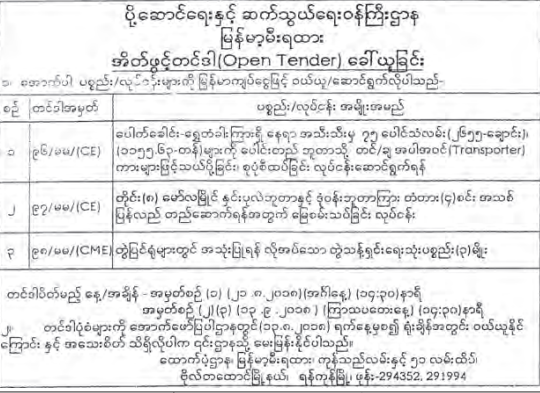 ပို့ဆောင်ရေးနှင့် ဆက်သွယ်ရေးဝန်ကြီးဌာန
မြန်မာ့မီးရထား
အိတ်ဖွင့်တင်ဒါ(Open Tender) ခေါ်ယူခြင်း
၁၊ အောက်ပါ ပစ္စည်း/လုပ်ငန်းများကို မြန်မာကျပ်ငွေဖြင့် ဝယ်ယူ/ဆောင်ရွက်လိုပါသည်-
စဉ် တင်ဒါအမှတ် ပစ္စည်း/လုပ်ငန်း အမျိုးအမည်
၁ ၉၆/မမ/(CE) ပေါက်ခေါင်း-ရွှေတံခါးကြားရှိ နေရာ အသီးသီးမှ ၇၅ ပေါင်သံလမ်း(၂၆၅၅-ချောင်း)၊
(၁၁၅၅.၆၃-တန်)များကို ပေါင်းတည် ဘူတာသို့ တင်/ချ အပါအဝင်(Transporter)
ကားများဖြင့်သယ်ပို့ခြင်း၊ စုပုံစီထပ်ခြင်း လုပ်ငန်းဆောင်ရွက်ရန်
၂ ၉၇/မမ/(CE) တိုင်း(၈) မော်လမြိုင် နှင်းပုလဲဘူတာနှင့် ဒုံဝန်းဘူတာကြား တံတား(၄)စင်း အသစ်
ပြန်လည် တည်ဆောက်ရန်အတွက် မြေစမ်းသပ်ခြင်း လုပ်ငန်း
၃ ၉၈/မမ/(CME) တွဲပြင်ရုံများတွင် အသုံးပြုရန် လိုအပ်သော တွဲသန့်ရှင်းရေးသုံးပစ္စည်း(၃)မျိုး
တင်ဒါပိတ်မည့် နေ့/အချိန် - အမှတ်စဉ် (၁) (၂၁.၈.၂၀၁၈)(အင်္ဂါနေ့) (၁၄:၃၀)နာရီ
အမှတ်စဉ် (၂)(၃) (၁၃.၉.၂၀၁၈) (ကြာသပတေးနေ့) (၁၄:၃၀)နာရီ
၂၊ တင်ဒါပုံစံများကို အောက်ဖော်ပြပါဌာနတွင်(၁၃.၈.၂၀၁၈) ရက်နေ့မှစ၍ ရုံးချိန်အတွင်း ဝယ်ယူနိုင်
ကြောင်း နှင့် အသေးစိတ် သိရှိလိုပါက ၎င်းဌာနသို့ မေးမြန်းနိုင်ပါသည်။
ထောက်ပံ့ဌာန၊ မြန်မာ့မီးရထား၊ ကုန်သည်လမ်းနှင့် ၅၁ လမ်းထိပ်၊
ဗိုလ်တထောင်မြို့နယ်၊ ရန်ကုန်မြို့၊ ဖုန်း-294352, 291994